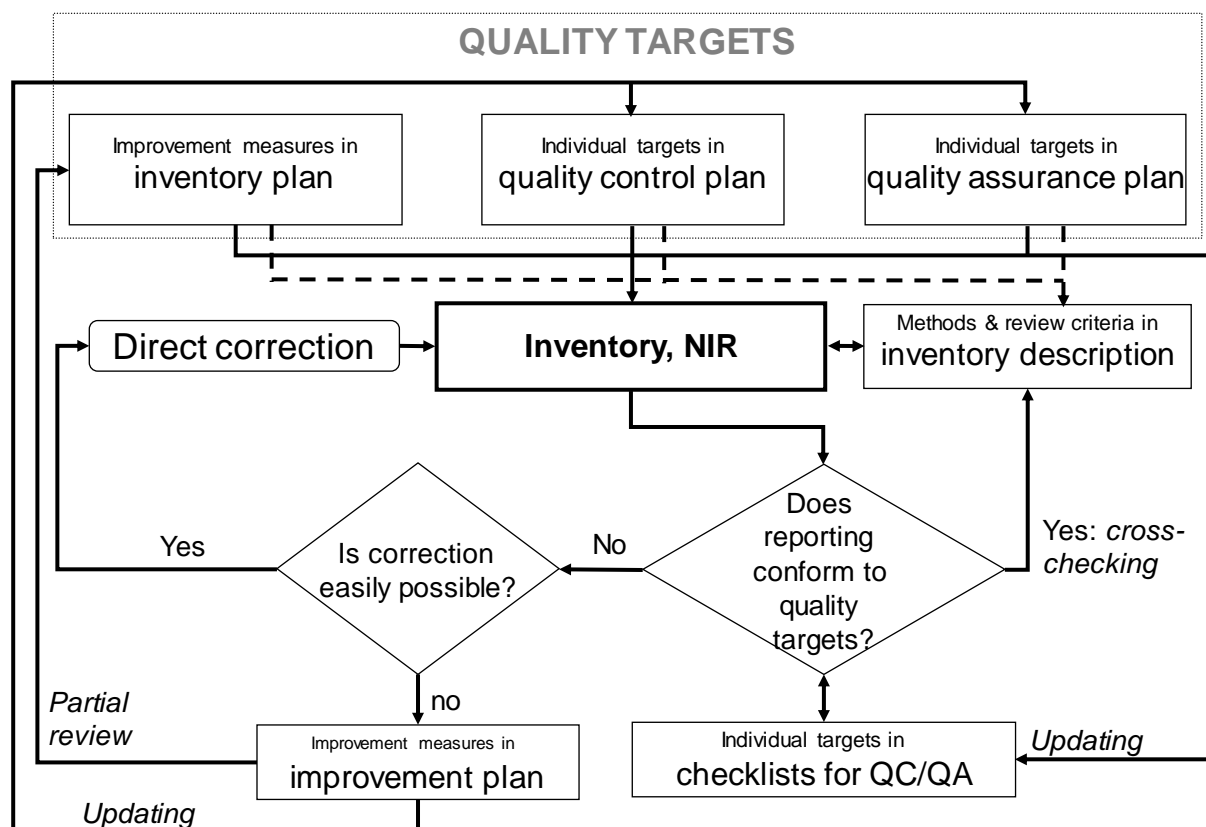 QUALITY TARGETS
Improvement measures in
inventory plan
Individual targets in
quality control plan
Individual targets in
quality assurance plan
Direct correction
Inventory, NIR
Methods & review criteria in
inventory description
Yes
Is correction
easily possible?
No
Does
reporting
conform to
quality
targets?
Yes: cross-
checking
Partial
review
no
Improvement measures in
improvement plan
Individual targets in
checklists for QC/QA
Updating
Updating